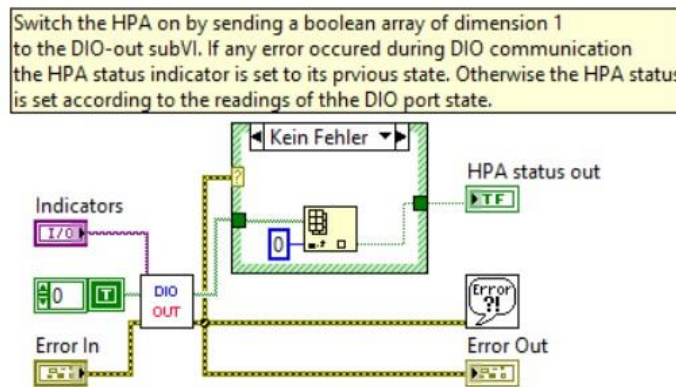 Switch the HPA on by sending a boolean array of dimension 1
to the DIO-out subVI. If any error occured during DIO communication
the HPA status indicator is set to its prvious state. Otherwise the HPA status
is set according to the readings of thhe DIO port state.
Kein Fehler
?
HPA status out
TF
Indicators
I/O
0
0
T
DIO
OUT
Error
?!
Error In
Error Out